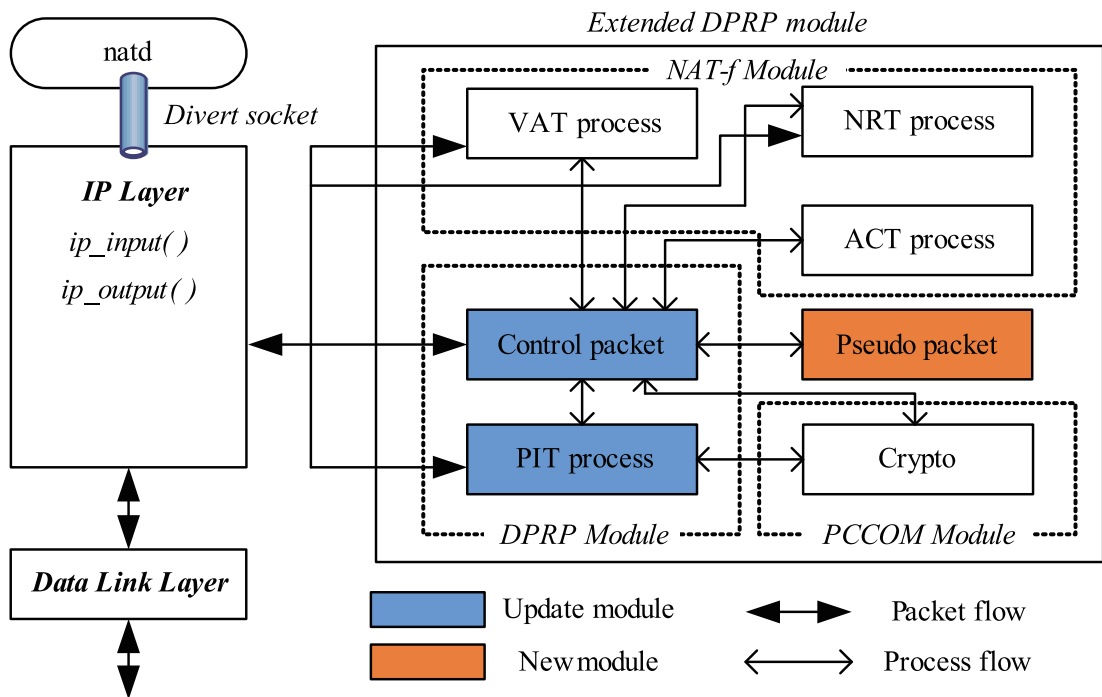 Extended DPRP module
natd
NAT-f Module
Divert socket
VAT process
NRT process
IP Layer
ip_input( )
ip_output( )
ACT process
Control packet
Pseudo packet
PIT process
Crypto
DPRP Module
PCCOM Module
Data Link Layer
Update module
Packet flow
New module
Process flow